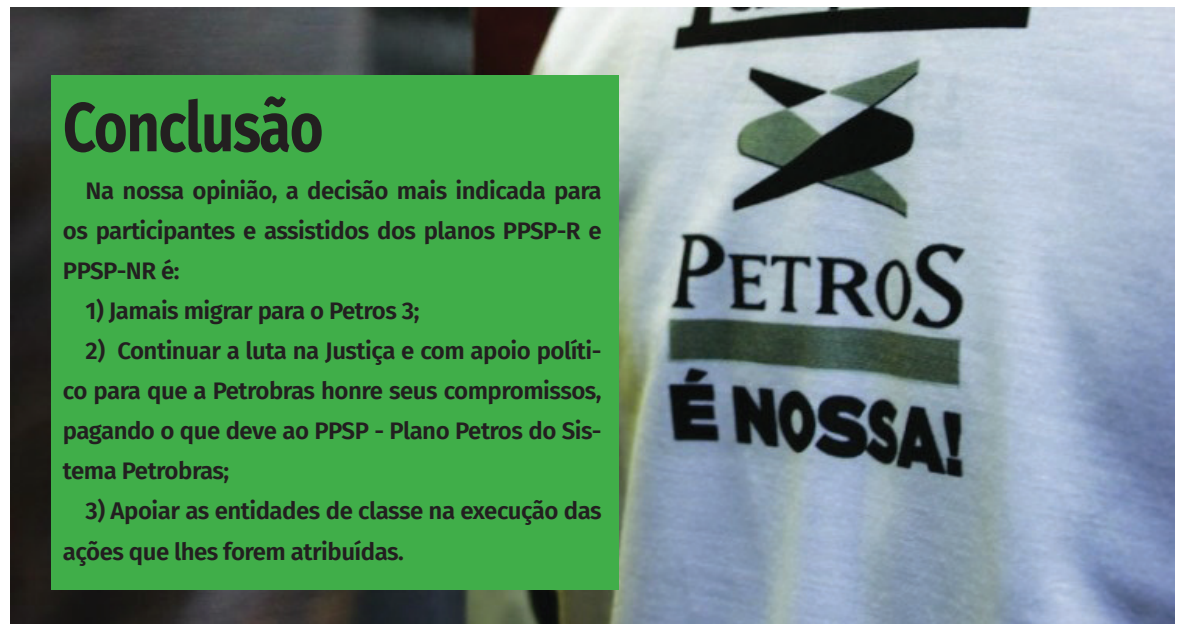 Conclusão
Na nossa opinião, a decisão mais indicada para
os participantes e assistidos dos planos PPSP-R e
PPSP-NR é:
1) Jamais migrar para o Petros 3;
2) Continuar a luta na Justiça e com apoio políti-
co para que a Petrobras honre seus compromissos,
pagando o que deve ao PPSP - Plano Petros do Sis-
tema Petrobras;
3) Apoiar as entidades de classe na execução das
ações que lhes forem atribuídas.
PETROS
É NOSSA!